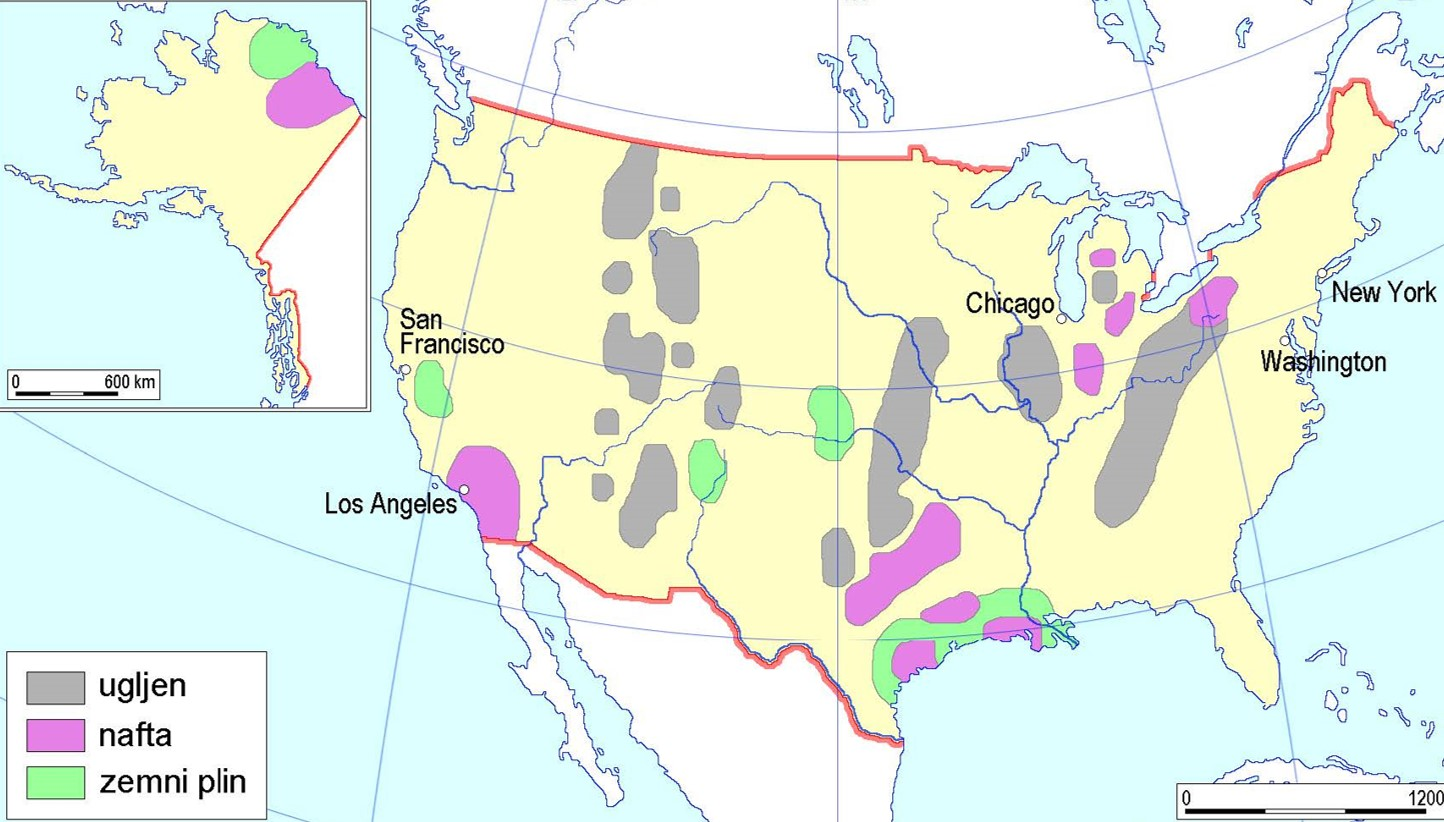 0 600 km
San
Francisco
Los Angeles
Chicago
New York
Washington
ugljen
nafta
zemni plin
0 1200